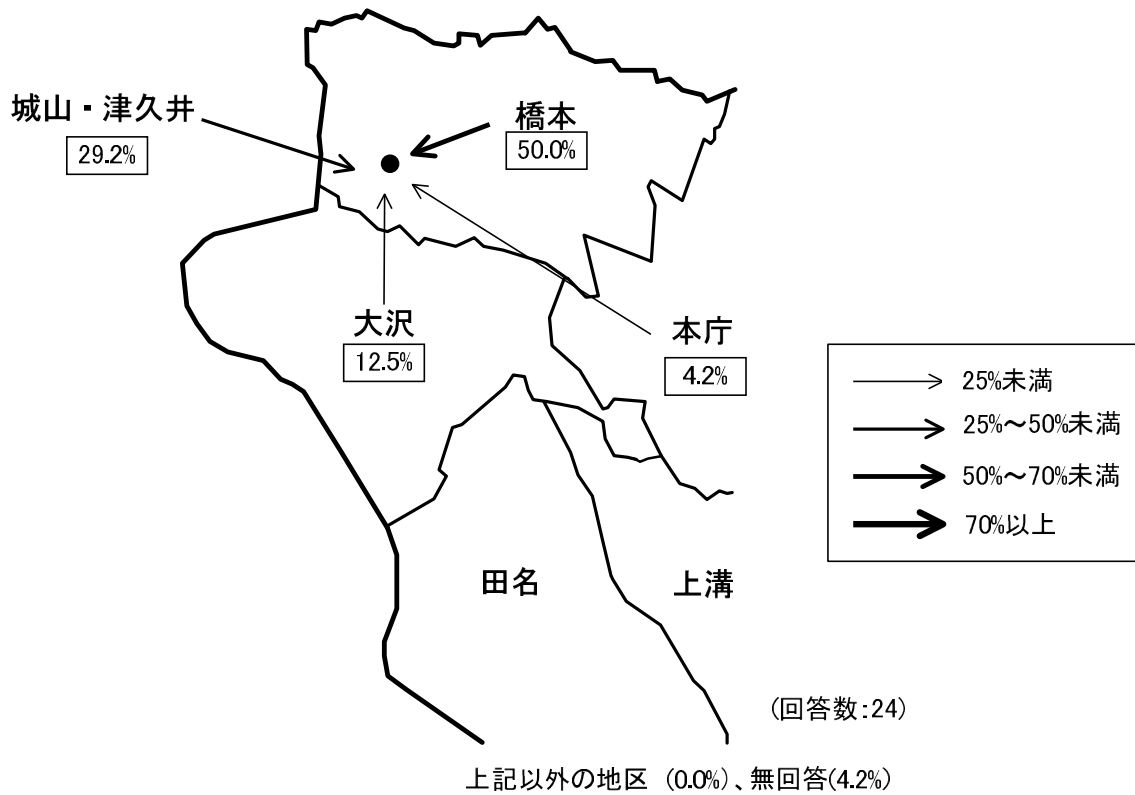 城山・津久井
29.2%
橋本
50.0%
大沢
12.5%
本庁
4.2%
25%未満
25%～50%未満
50%～70%未満
70%以上
田名
上溝
(回答数:24)
上記以外の地区 (0.0%)、無回答(4.2%)